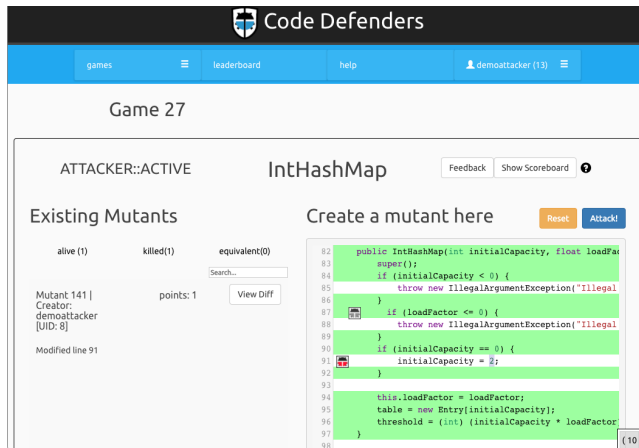 Code Defenders
games
leaderboard
help
demoattacker (13)
Game 27
ATTACKER::ACTIVE
IntHashMap
Feedback
Show Scoreboard
?
Existing Mutants
Create a mutant here
Reset
Attack!
alive (1)
killed(1)
equivalent(0)
Search...
Mutant 141 |
Creator:
demoattacker
[UID: 8]
points: 1
View Diff
Modified line 91
82 public IntHashMap(int initialCapacity, float loadFac
83 super();
84 if (initialCapacity < 0) {
85 throw new IllegalArgumentException("Illegal
86 }
87 if (loadFactor <= 0) {
88 throw new IllegalArgumentException("Illegal
89 }
90 if (initialCapacity == 0) {
91 initialCapacity = 2;
92 }
93
94 this.loadFactor = loadFactor;
95 table = new Entry[initialCapacity];
96 threshold = (int) (initialCapacity * loadFactor
97 }
98
( 10